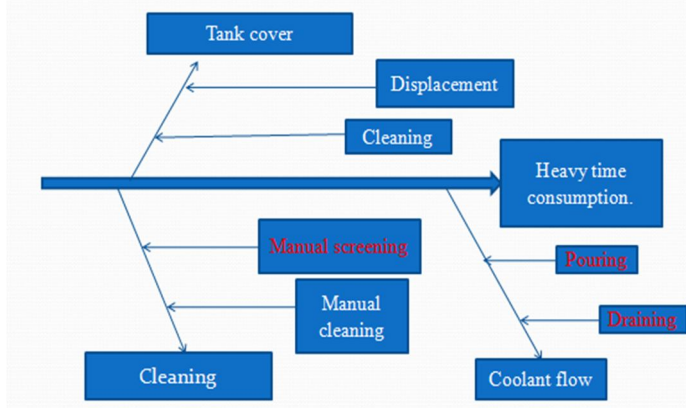 Tank cover
Displacement
Cleaning
Heavy time
consumption.
Manual screening
Pouring
Manual
cleaning
Draining
Cleaning
Coolant flow